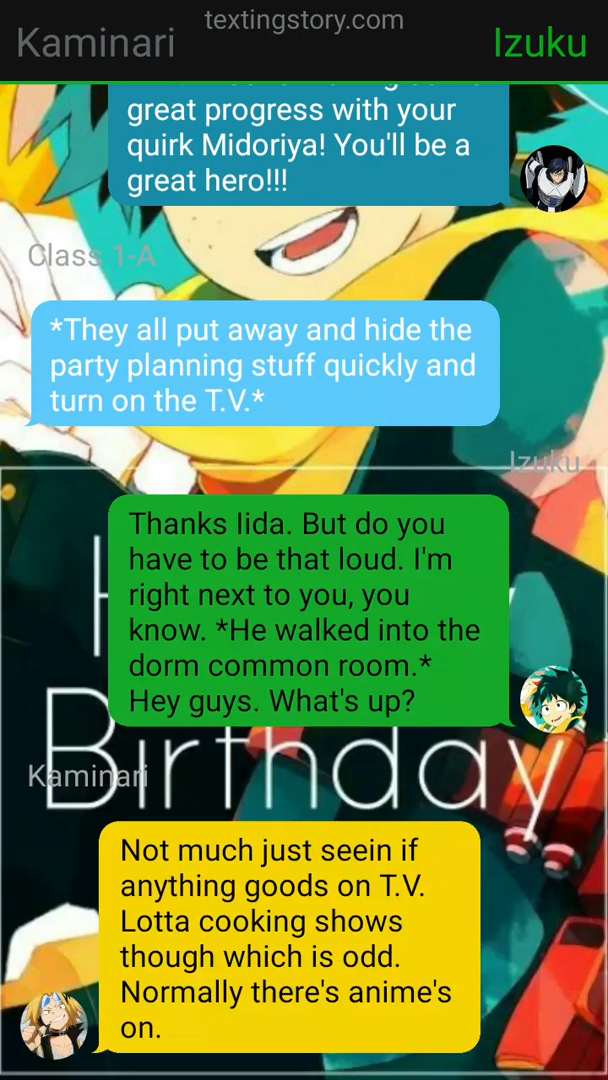 textingstory.com
Kaminari
Izuku
great progress with your
quirk Midoriya! You'll be a
great hero!!!
Class 1-A
*They all put away and hide the
party planning stuff quickly and
turn on the T.V.*
Izuku
Thanks Iida. But do you
have to be that loud. I'm
right next to you, you
know. *He walked into the
dorm common room.*
Hey guys. What's up?
Birthday
Kaminari
Not much just seein if
anything goods on T.V.
Lotta cooking shows
though which is odd.
Normally there's anime's
on.